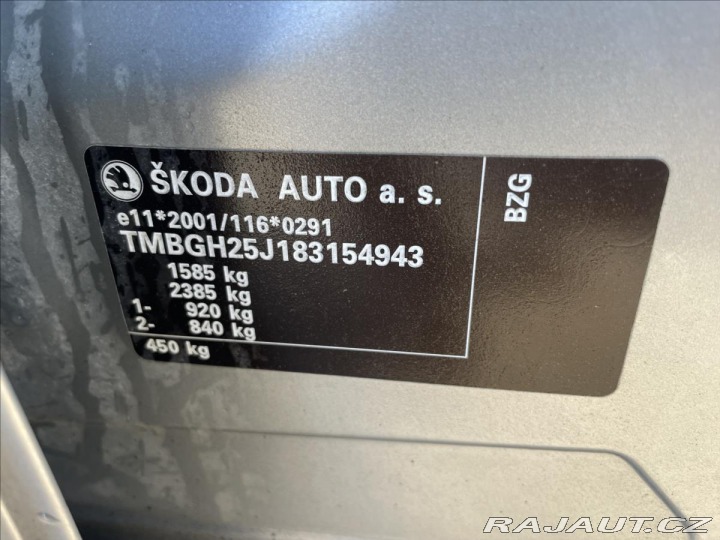 ŠKODA AUTO a. s.
e11*2001/116*0291
TMBGH25J183154943
1585 kg
2385 kg
1- 920 kg
2- 840 kg
450 kg
BZG
RAJAUT.CZ